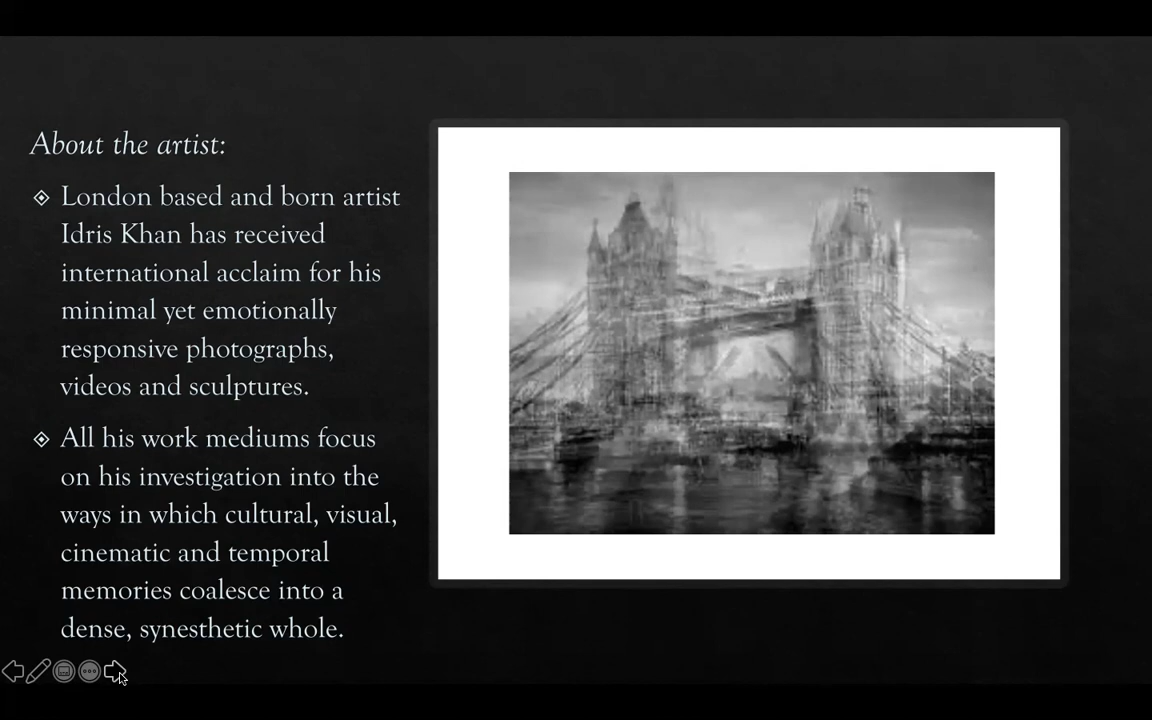 About the artist:
London based and born artist
Idris Khan has received
international acclaim for his
minimal yet emotionally
responsive photographs,
videos and sculptures.
All his work mediums focus
on his investigation into the
ways in which cultural, visual,
cinematic and temporal
memories coalesce into a
dense, synesthetic whole.